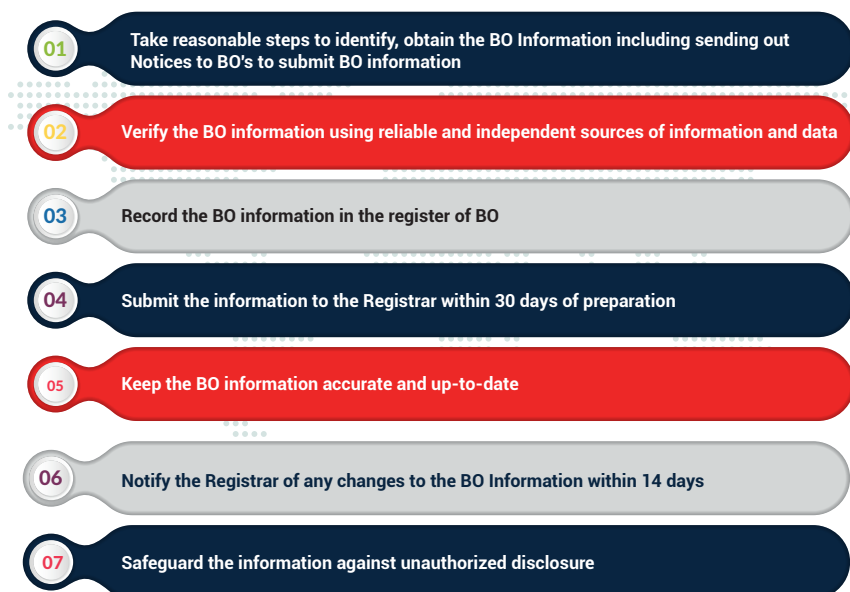 01
Take reasonable steps to identify, obtain the BO Information including sending out
Notices to BO's to submit BO information
02
Verify the BO information using reliable and independent sources of information and data
03
Record the BO information in the register of BO
04
Submit the information to the Registrar within 30 days of preparation
05
Keep the BO information accurate and up-to-date
06
Notify the Registrar of any changes to the BO Information within 14 days
07
Safeguard the information against unauthorized disclosure